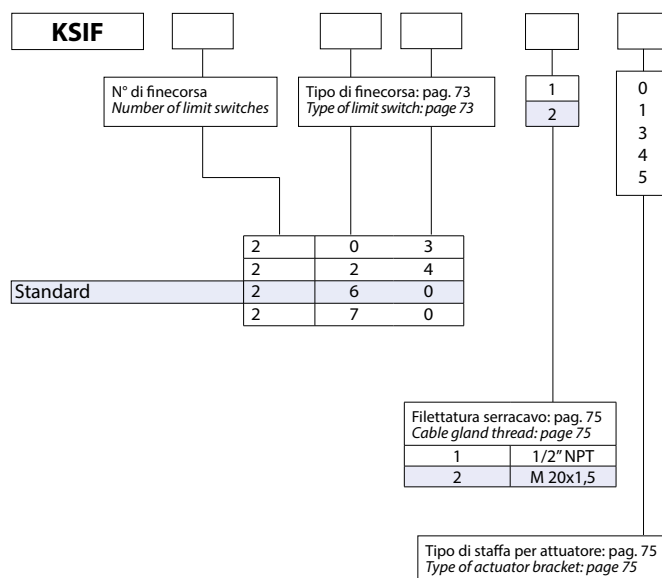 KSIF
N° di finecorsa
Number of limit switches
Tipo di finecorsa: pag. 73
Type of limit switch: page 73
1
2
0
1
3
4
5
2 0 3
2 2 4
Standard 2 6 0
2 7 0
Filettatura serracavo: pag. 75
Cable gland thread: page 75
1 1/2” NPT
2 M 20x1,5
Tipo di staffa per attuatore: pag. 75
Type of actuator bracket: page 75